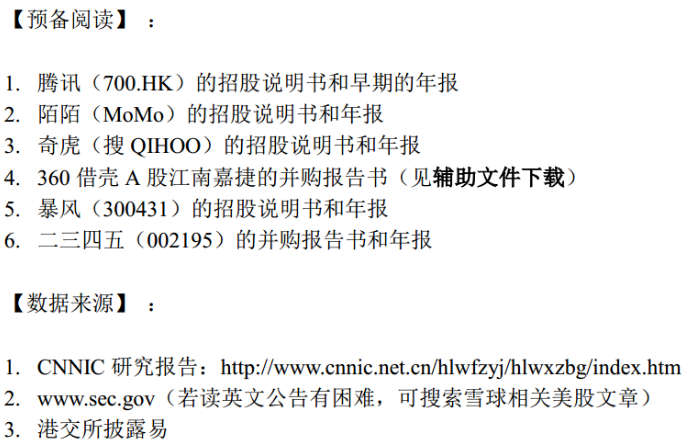 【预备阅读】：
1. 腾讯（700.HK）的招股说明书和早期的年报
2. 陌陌（MoMo）的招股说明书和年报
3. 奇虎（搜 QIHOO）的招股说明书和年报
4. 360 借壳 A 股江南嘉捷的并购报告书（见辅助文件下载）
5. 暴风（300431）的招股说明书和年报
6. 二三四五（002195）的并购报告书和年报
【数据来源】：
1. CNNIC 研究报告：http://www.cnnic.net.cn/hlwfzyj/hlwxzbg/index.htm
2. www.sec.gov（若读英文公告有困难，可搜索雪球相关美股文章）
3. 港交所披露易